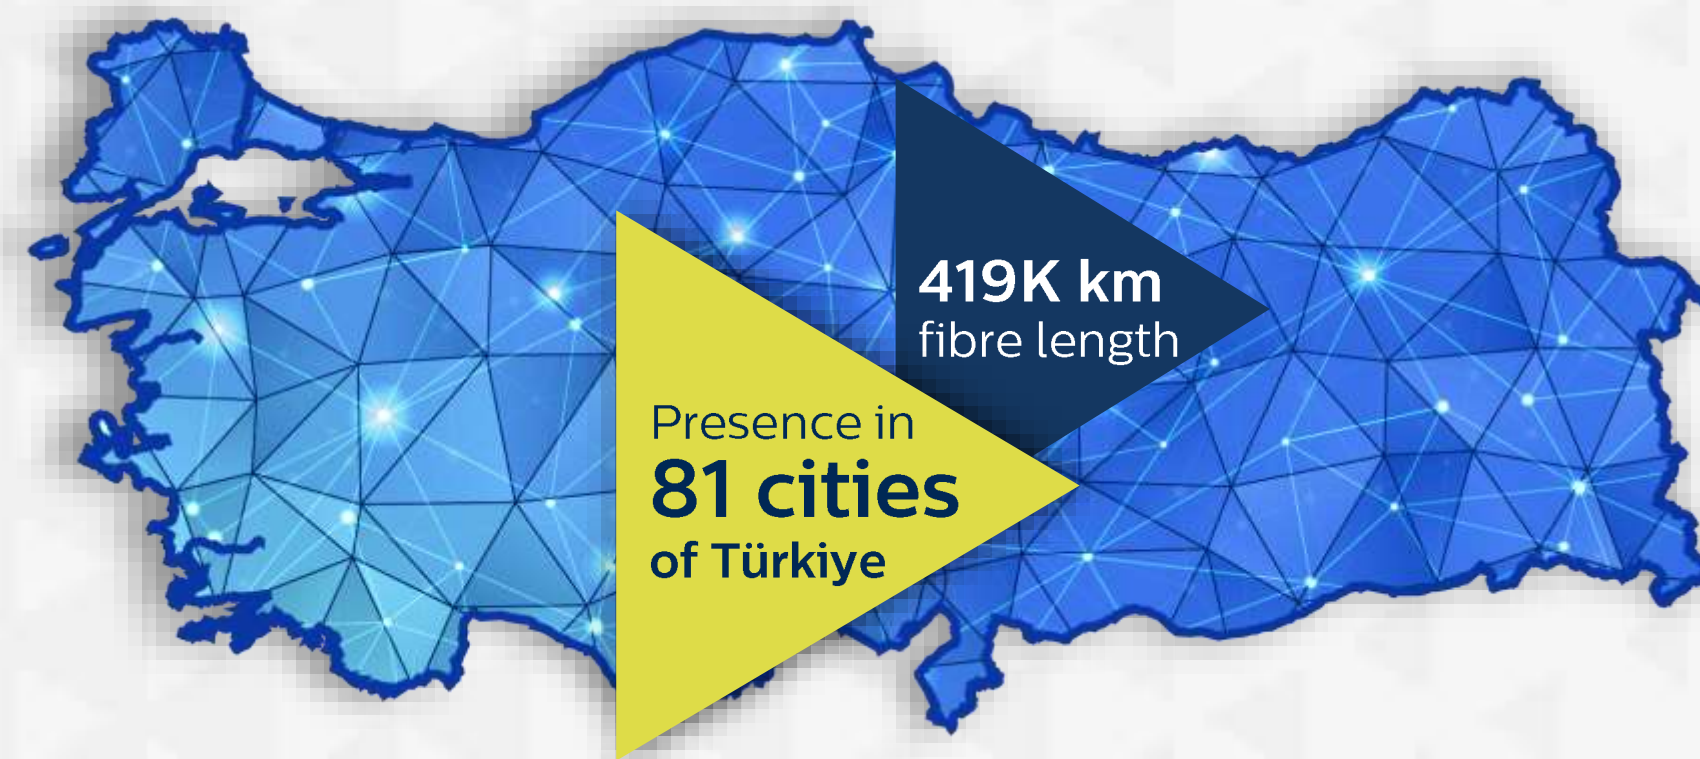 419K km
fibre length
Presence in
81 cities
of Türkiye